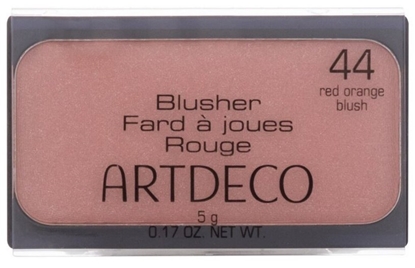 44
red orange
blush
Blusher
Fard à joues
Rouge
ARTDECO
5 g
0.17 OZ. NET WT.